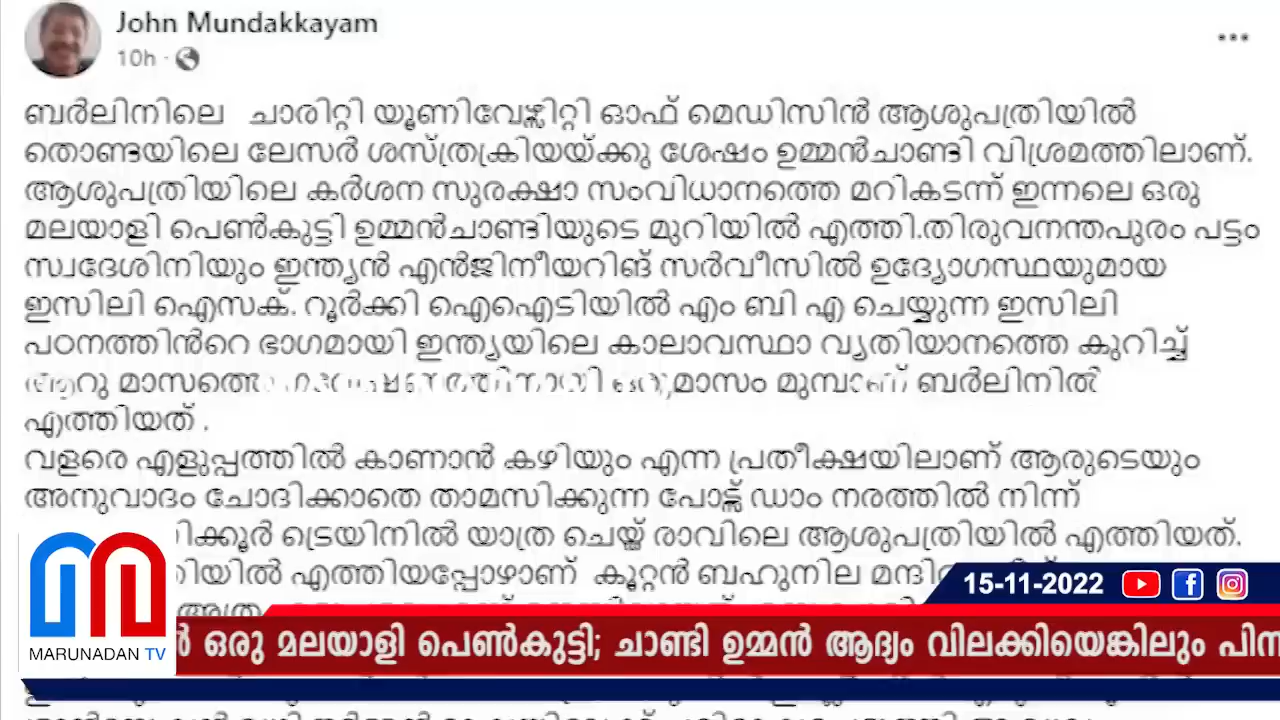 John Mundakkayam
10h ·
ബർലിനിലെ ചാരിറ്റി യൂണിവേഴ്സിറ്റി ഓഫ് മെഡിസിൻ ആശുപത്രിയിൽ
തൊണ്ടയിലെ ലേസർ ശസ്ത്രക്രിയയ്ക്കു ശേഷം ഉമ്മൻചാണ്ടി വിശ്രമത്തിലാണ്.
ആശുപത്രിയിലെ കർശന സുരക്ഷാ സംവിധാനത്തെ മറികടന്ന് ഇന്നലെ ഒരു
മലയാളി പെൺകുട്ടി ഉമ്മൻചാണ്ടിയുടെ മുറിയിൽ എത്തി.തിരുവനന്തപുരം പട്ടം
സ്വദേശിനിയും ഇന്ത്യൻ എൻജിനീയറിങ് സർവീസിൽ ഉദ്യോഗസ്ഥയുമായ
ഇസിലി ഐസക്. റൂർക്കി ഐഐടിയിൽ എം ബി എ ചെയ്യുന്ന ഇസിലി
പഠനത്തിൻറെ ഭാഗമായി ഇന്ത്യയിലെ കാലാവസ്ഥാ വ്യതിയാനത്തെ കുറിച്ച്
ആറു മാസത്തെ ഒരു,മാസം മുമ്പാണ് ബർലിനിൽ
എത്തിയത് .
വളരെ എളുപ്പത്തിൽ കാണാൻ കഴിയും എന്ന പ്രതീക്ഷയിലാണ് ആരുടെയും
അനുവാദം ചോദിക്കാതെ താമസിക്കുന്ന പോട്സ് ഡാം നരത്തിൽ നിന്ന്
ട്രെയിനിൽ യാത്ര ചെയ്ത് രാവിലെ ആശുപത്രിയിൽ എത്തിയത്.
എത്തിയപ്പോഴാണ് കൂറ്റൻ ബഹുനില
15-11-2022
ഒരു മലയാളി പെൺകുട്ടി; ചാണ്ടി ഉമ്മൻ ആദ്യം വിലക്കിയെങ്കിലും പിന
MARUNADAN TV